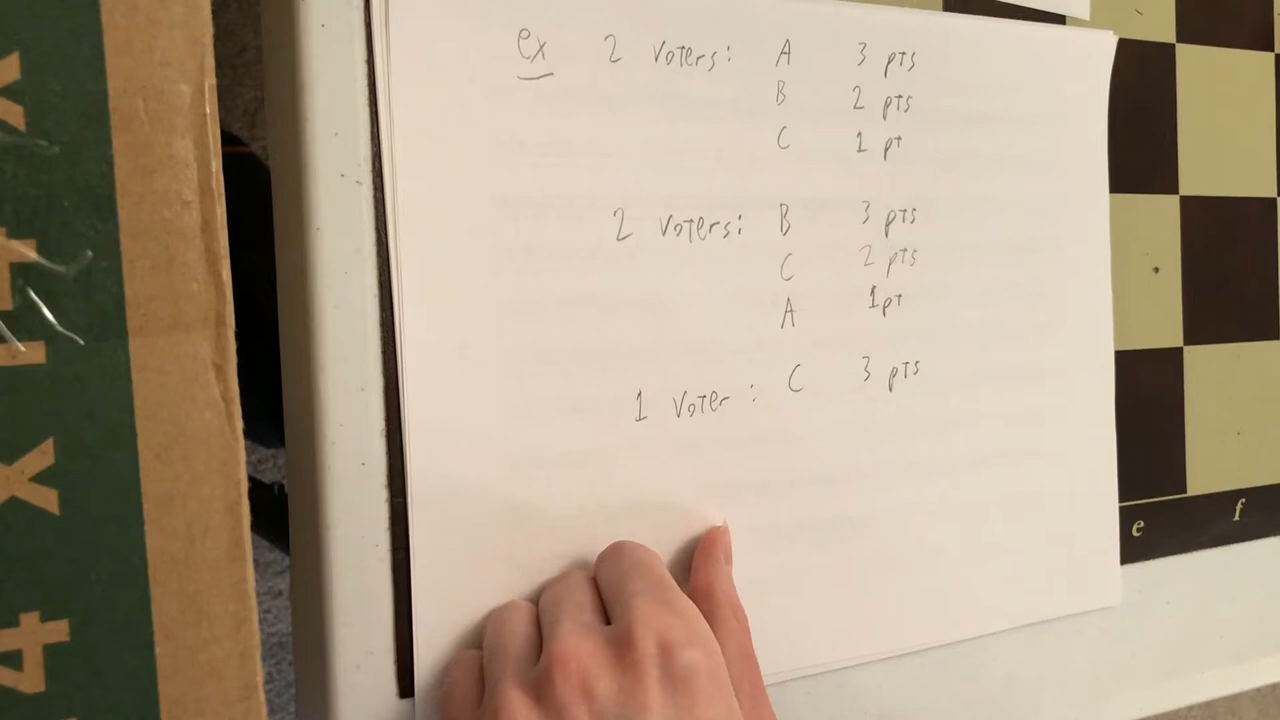 ex 2 voters: A 3 pts
B 2 pts
C 1 pt
2 voters: B 3 pts
C 2 pts
A 1 pt
1 voter: C 3 pts
e f